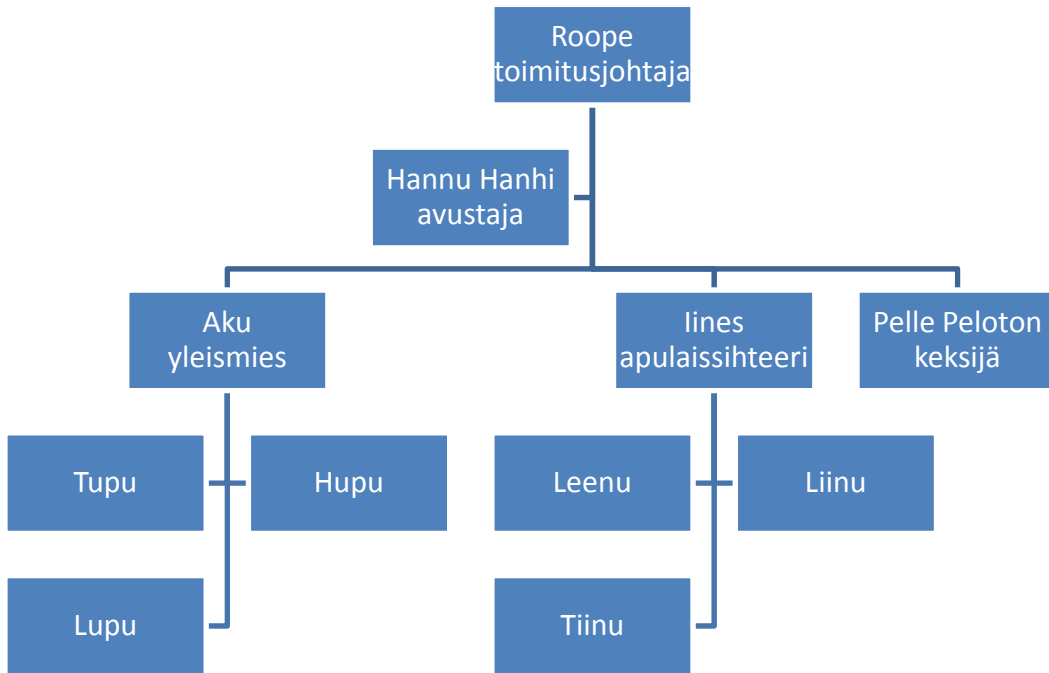 Roope
toimitusjohtaja
Hannu Hanhi
avustaja
Aku
yleismies
Iines
apulaissihteeri
Pelle Peloton
keksijä
Tupu
Hupu
Leenu
Liinu
Lupu
Tiinu